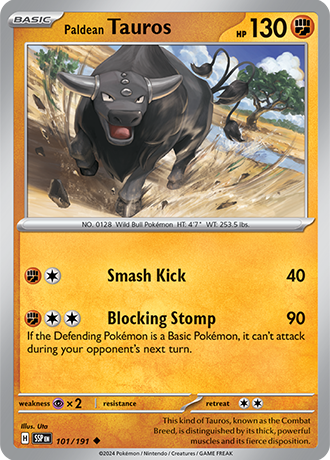 BASIC
Paldean Tauros HP 130
NO. 0128 Wild Bull Pokémon HT: 4'7" WT: 253.5 lbs.
Smash Kick 40
Blocking Stomp 90
If the Defending Pokémon is a Basic Pokémon, it can't attack
during your opponent's next turn.
weakness ×2 resistance retreat
Illus. Uta
H SSP EN 101/191
This kind of Tauros, known as the Combat
Breed, is distinguished by its thick, powerful
muscles and its fierce disposition.
©2024 Pokémon / Nintendo / Creatures / GAME FREAK